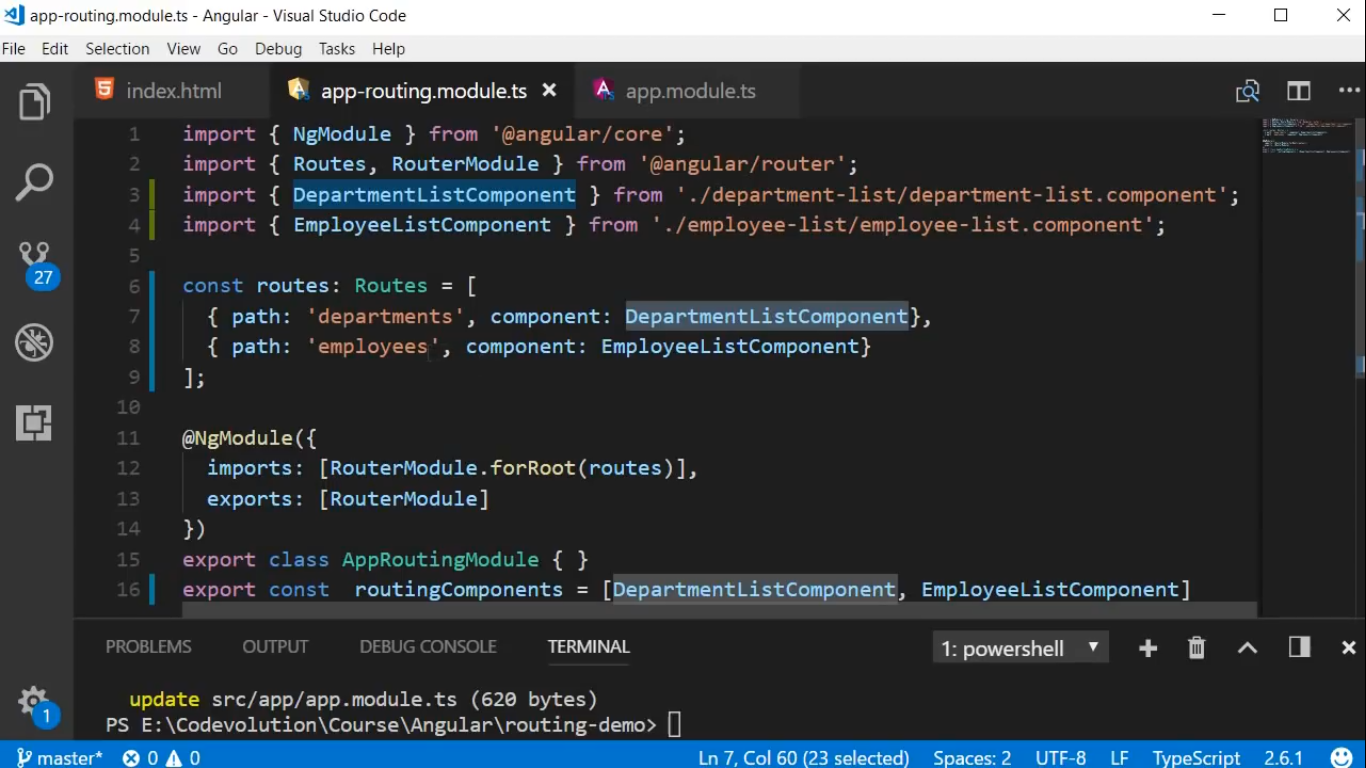 app-routing.module.ts - Angular - Visual Studio Code
File Edit Selection View Go Debug Tasks Help
index.html app-routing.module.ts app.module.ts
1 import { NgModule } from '@angular/core';
2 import { Routes, RouterModule } from '@angular/router';
3 import { DepartmentListComponent } from './department-list/department-list.component';
4 import { EmployeeListComponent } from './employee-list/employee-list.component';
5
6 const routes: Routes = [
7 { path: 'departments', component: DepartmentListComponent},
8 { path: 'employees', component: EmployeeListComponent}
9 ];
10
11 @NgModule({
12 imports: [RouterModule.forRoot(routes)],
13 exports: [RouterModule]
14 })
15 export class AppRoutingModule { }
16 export const routingComponents = [DepartmentListComponent, EmployeeListComponent]
27
1
PROBLEMS OUTPUT DEBUG CONSOLE TERMINAL 1: powershell
update src/app/app.module.ts (620 bytes)
PS E:\Codevolution\Course\Angular\routing-demo>
master* 0 0 Ln 7, Col 60 (23 selected) Spaces: 2 UTF-8 LF TypeScript 2.6.1